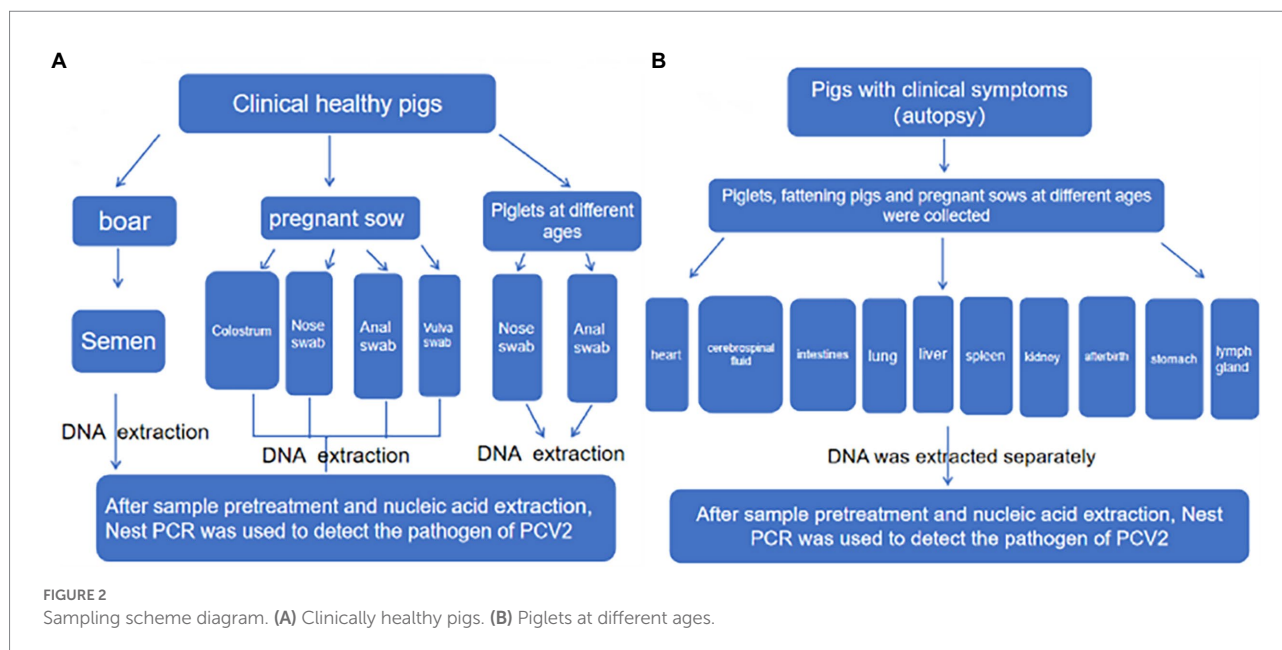 A
Clinical healthy pigs
boar
pregnant sow
Piglets at different
ages
Semen
Colostrum
Nose
swab
Anal
swab
Vulva
swab
Nose
swab
Anal
swab
DNA extraction
DNA extraction
DNA extraction
After sample pretreatment and nucleic acid extraction,
Nest PCR was used to detect the pathogen of PCV2
B
Pigs with clinical symptoms
(autopsy)
Piglets, fattening pigs and pregnant sows at different ages
were collected
heart
cerebrospinal
fluid
intestines
lung
liver
spleen
kidney
afterbirth
stomach
lymph
gland
DNA was extracted separately
After sample pretreatment and nucleic acid extraction, Nest
PCR was used to detect the pathogen of PCV2
FIGURE 2
Sampling scheme diagram. (A) Clinically healthy pigs. (B) Piglets at different ages.